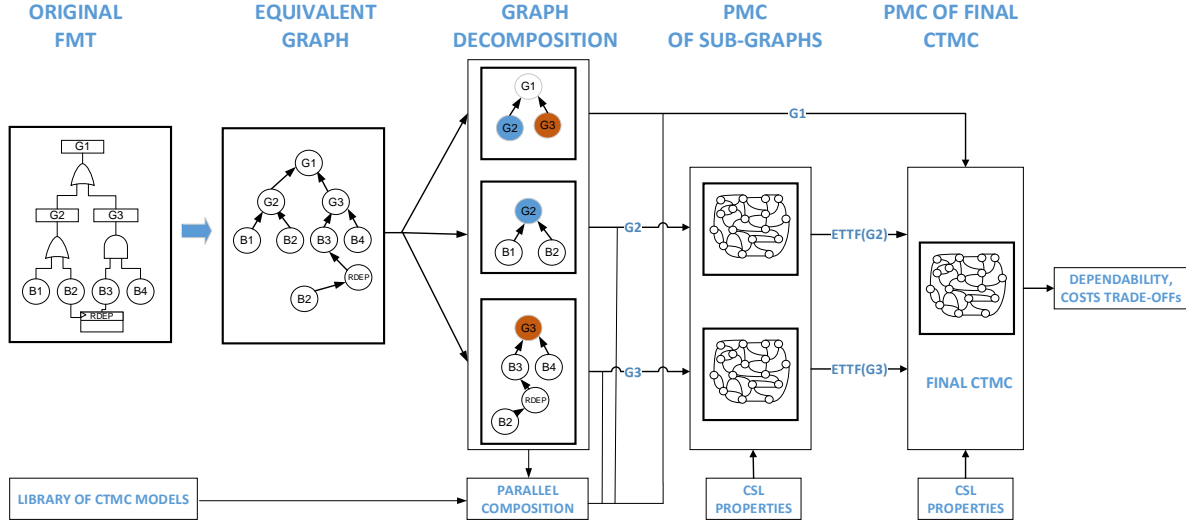 ORIGINAL
FMT
EQUIVALENT
GRAPH
GRAPH
DECOMPOSITION
PMC
OF SUB-GRAPHS
PMC OF FINAL
CTMC
G1
G2
G3
B1
B2
B3
B4
RDEP
G1
G2
G3
B1
B2
B3
B4
RDEP
B2
G1
G2
G3
G2
B1
B2
G3
B3
B4
RDEP
B2
G1
G2
G3
ETTF(G2)
ETTF(G3)
FINAL CTMC
DEPENDABILITY,
COSTS TRADE-OFFs
LIBRARY OF CTMC MODELS
PARALLEL
COMPOSITION
CSL
PROPERTIES
CSL
PROPERTIES